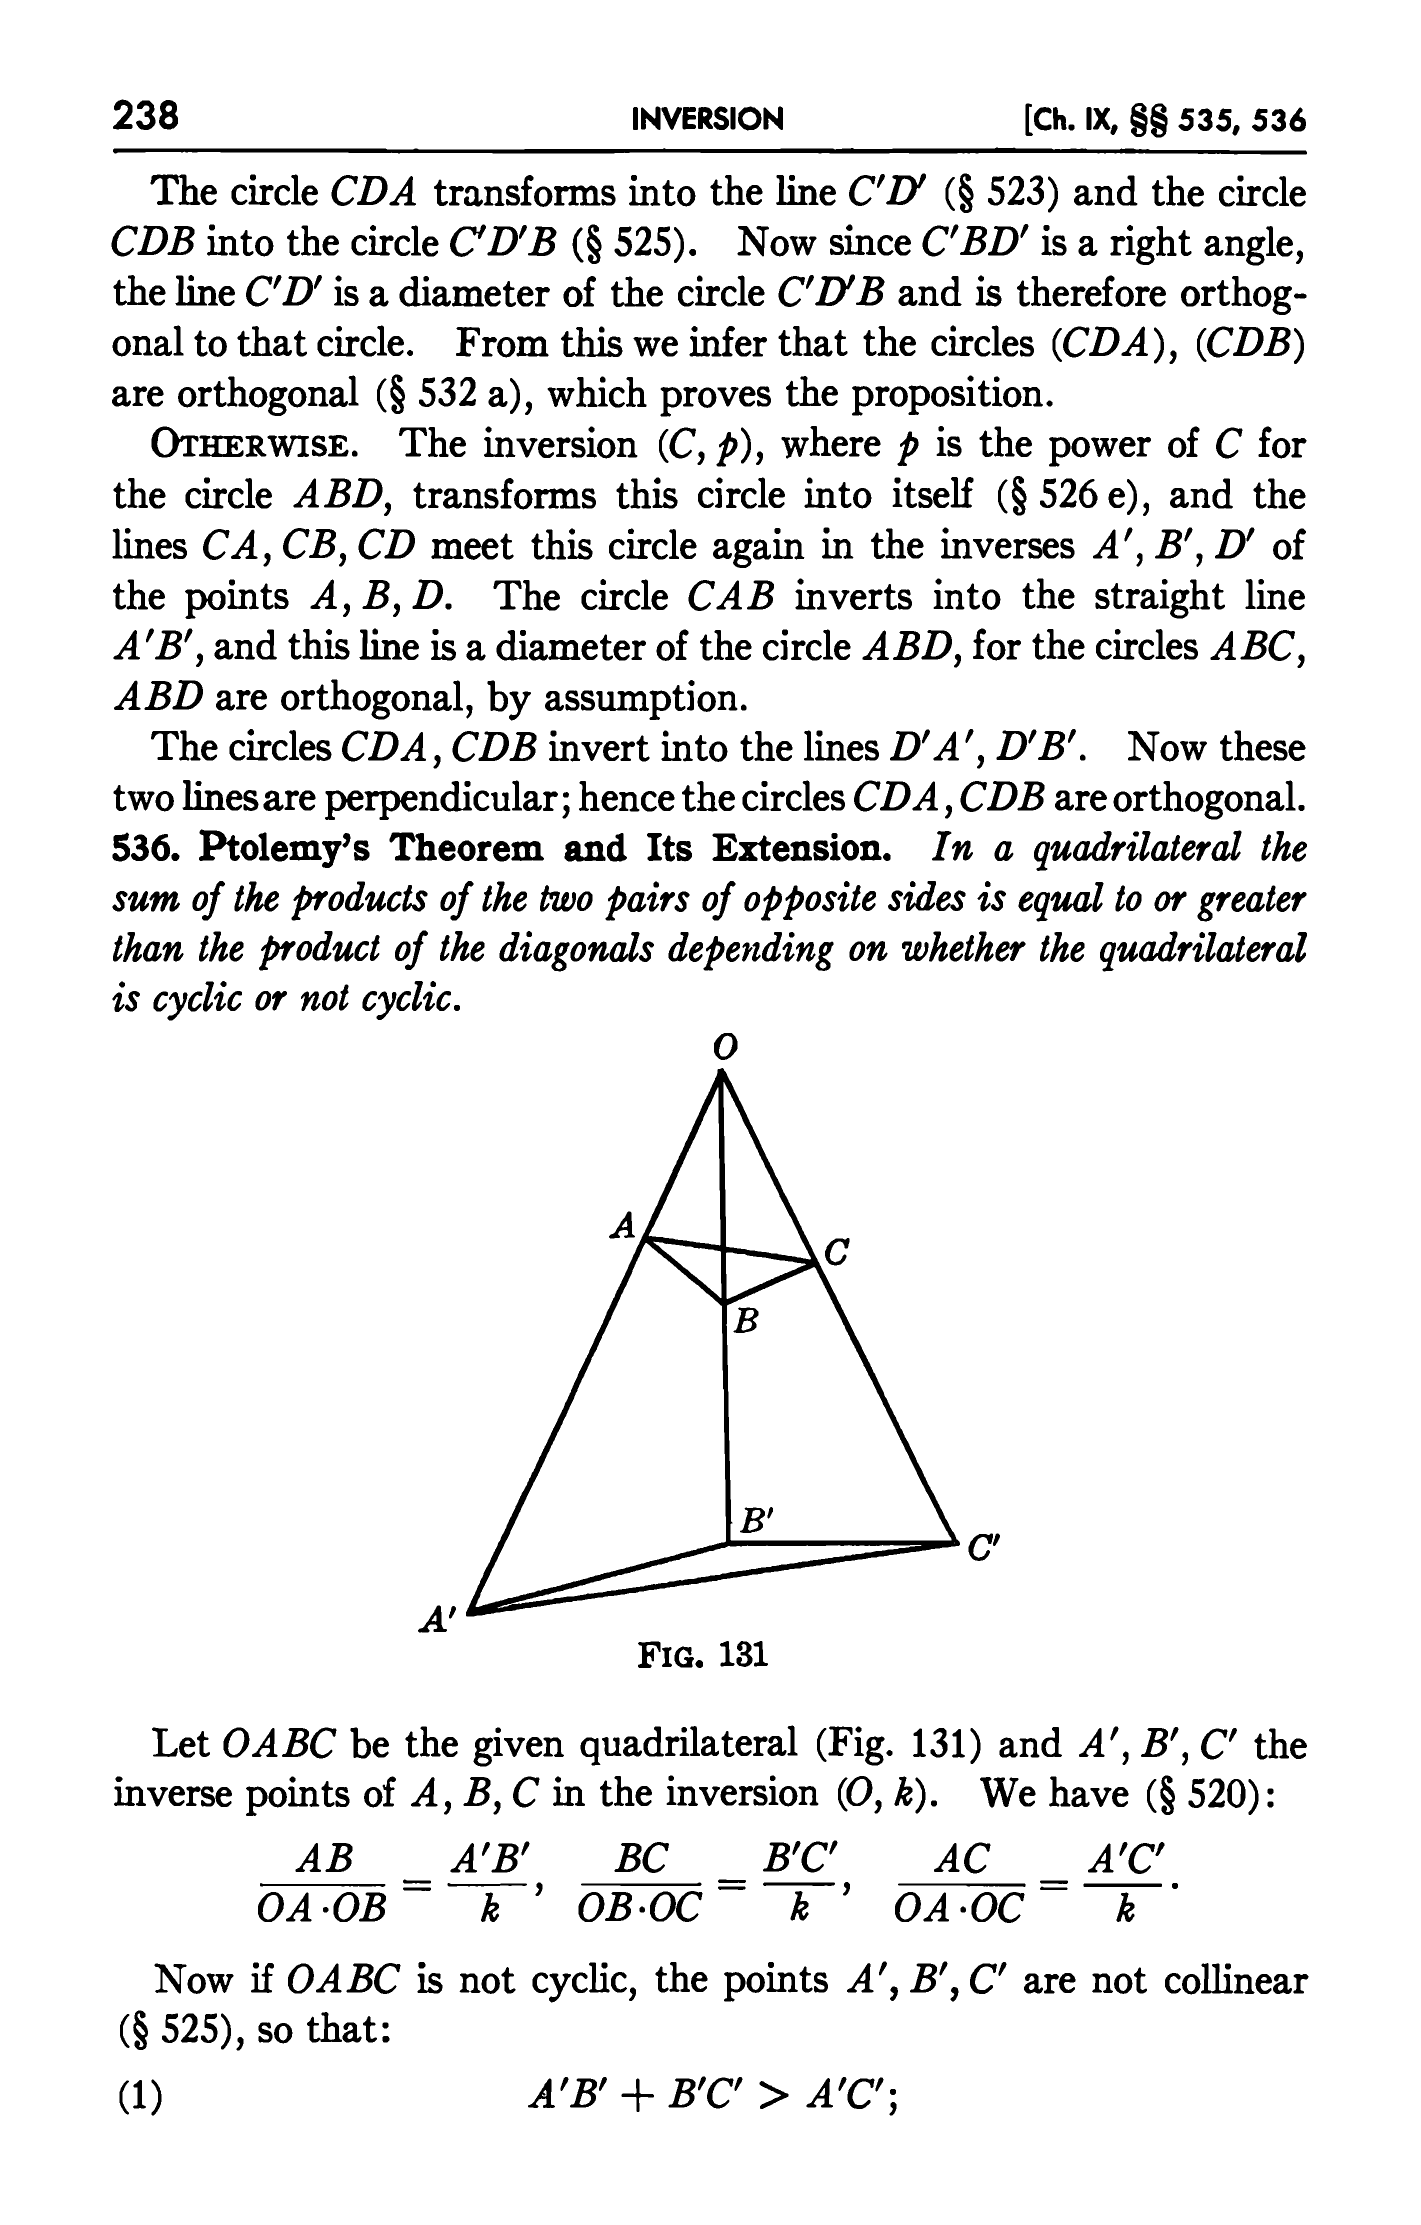 238 INVERSION [Ch. IX, §§ 535, 536
The circle CDA transforms into the line C'D' (§ 523) and the circle
CDB into the circle C'D'B (§ 525). Now since C'BD' is a right angle,
the line C'D' is a diameter of the circle C'D'B and is therefore orthog-
onal to that circle. From this we infer that the circles (CDA), (CDB)
are orthogonal (§ 532 a), which proves the proposition.
OTHERWISE. The inversion (C, p), where p is the power of C for
the circle ABD, transforms this circle into itself (§ 526 e), and the
lines CA, CB, CD meet this circle again in the inverses A', B', D' of
the points A, B, D. The circle CAB inverts into the straight line
A'B', and this line is a diameter of the circle ABD, for the circles ABC,
ABD are orthogonal, by assumption.
The circles CDA, CDB invert into the lines D'A', D'B'. Now these
two lines are perpendicular; hence the circles CDA, CDB are orthogonal.
536. Ptolemy's Theorem and Its Extension. In a quadrilateral the
sum of the products of the two pairs of opposite sides is equal to or greater
than the product of the diagonals depending on whether the quadrilateral
is cyclic or not cyclic.
O
A
C
B
B'
C'
A'
FIG. 131
Let OABC be the given quadrilateral (Fig. 131) and A', B', C' the
inverse points of A, B, C in the inversion (O, k). We have (§ 520):
AB/OA·OB = A'B'/k, BC/OB·OC = B'C'/k, AC/OA·OC = A'C'/k.
Now if OABC is not cyclic, the points A', B', C' are not collinear
(§ 525), so that:
(1) A'B' + B'C' > A'C';